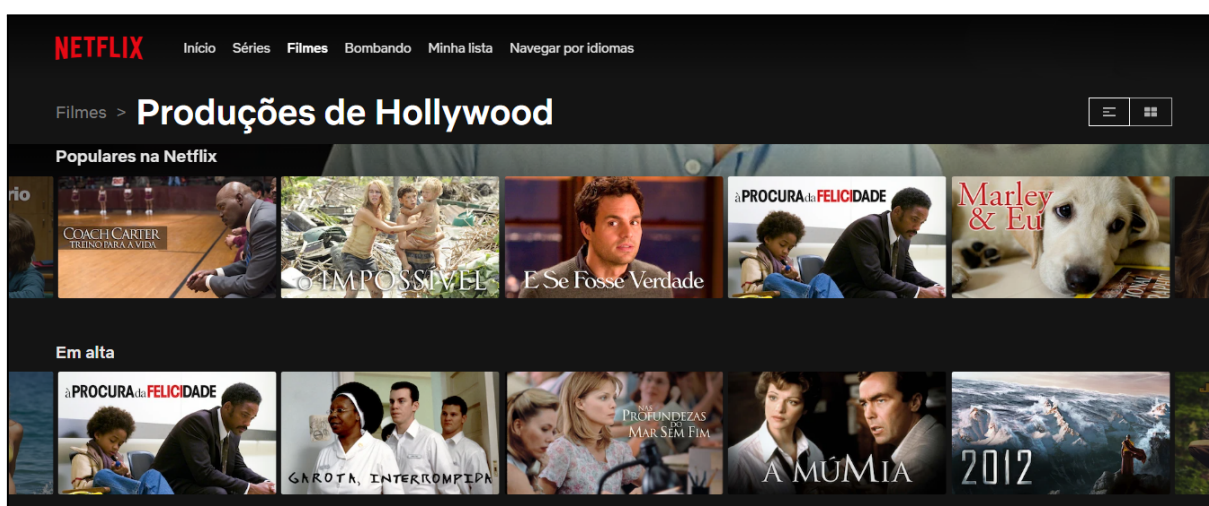 NETFLIX Início Séries Filmes Bombando Minha lista Navegar por idiomas
Filmes > Produções de Hollywood
Populares na Netflix
rio
COACH CARTER
TREINO PARA A VIDA
O IMPOSSÍVEL
E Se Fosse Verdade
à PROCURA da FELICIDADE
Marley
& Eu
Em alta
à PROCURA da FELICIDADE
GAROTA, INTERROMPIDA
NAS
PROFUNDEZAS
DO
MAR SEM FIM
A MÚMIA
2012